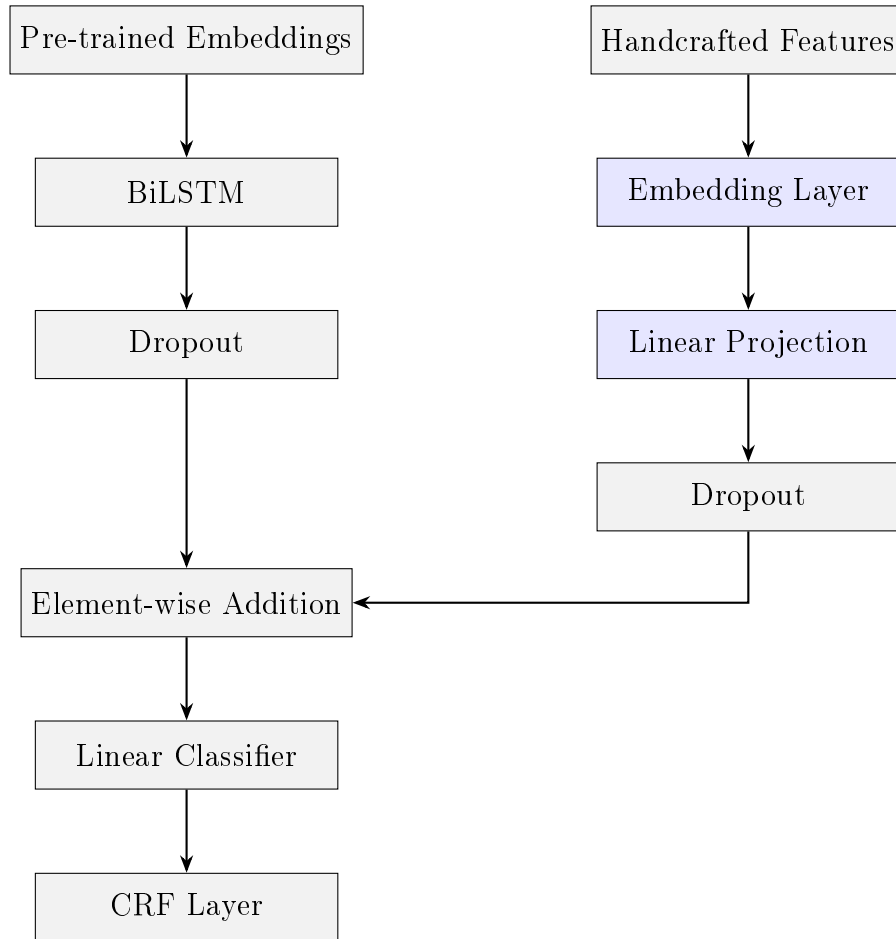 Pre-trained Embeddings
Handcrafted Features
BiLSTM
Embedding Layer
Dropout
Linear Projection
Dropout
Element-wise Addition
Linear Classifier
CRF Layer